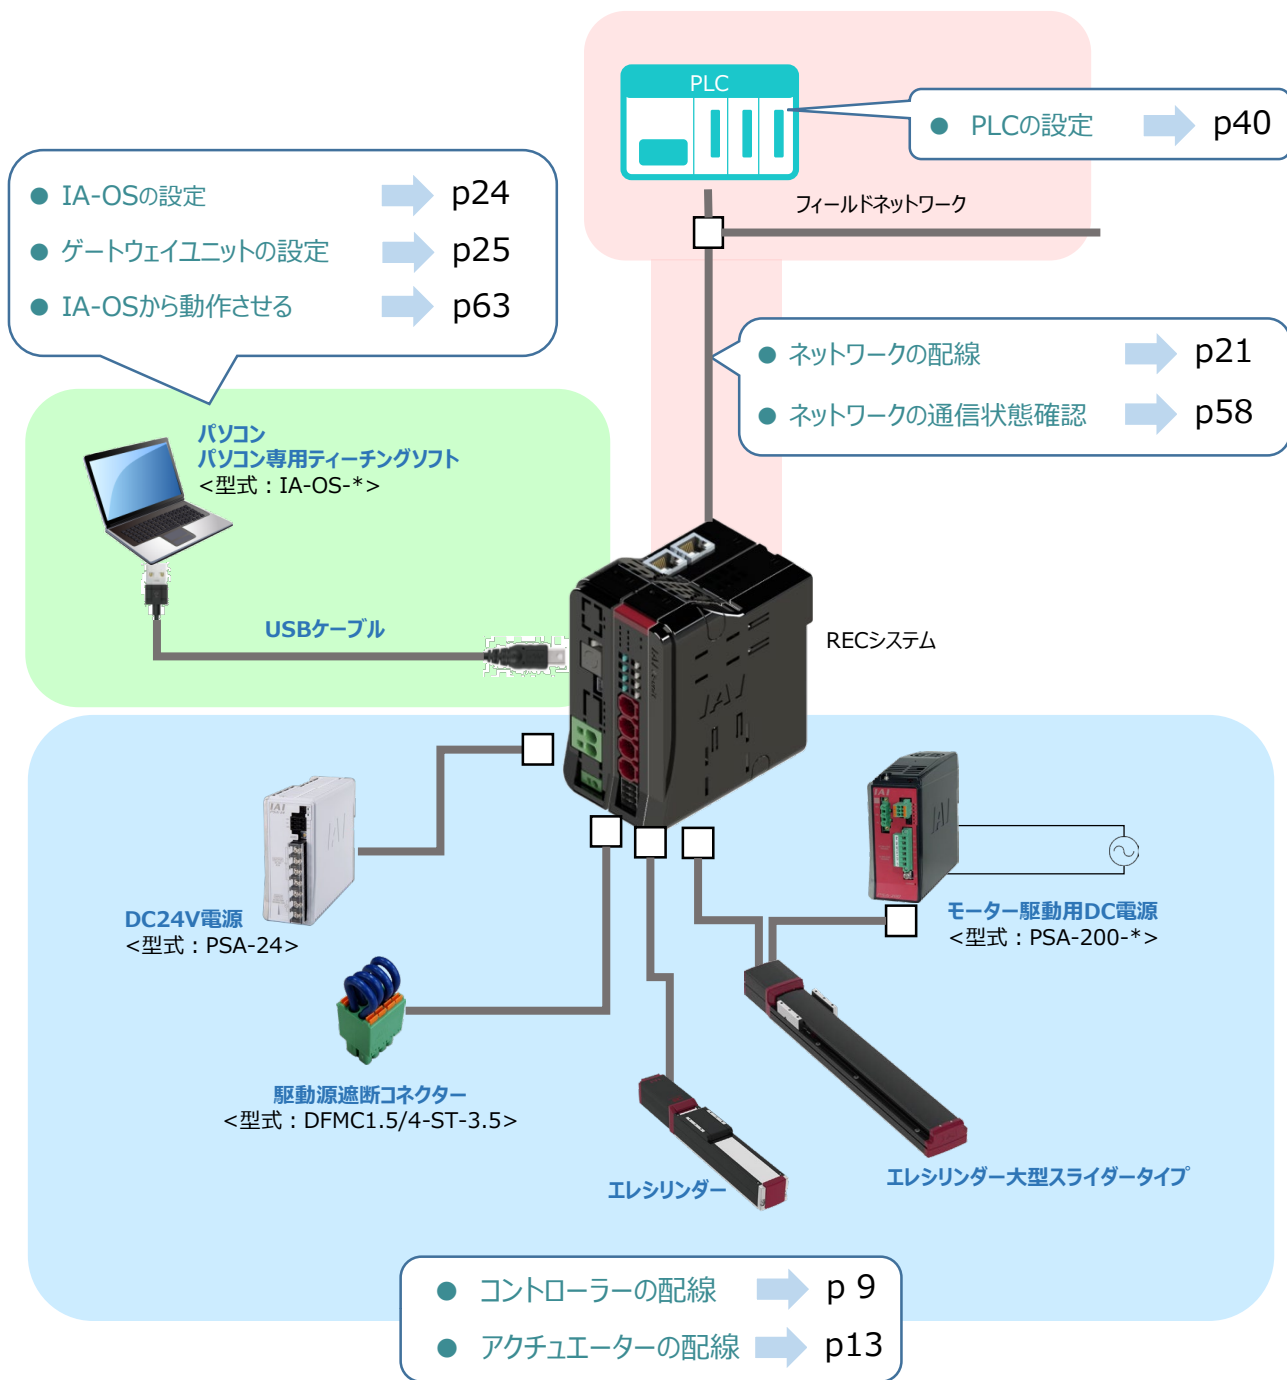 PLC
● PLCの設定 p40
フィールドネットワーク
● IA-OSの設定 p24
● ゲートウェイユニットの設定 p25
● IA-OSから動作させる p63
● ネットワークの配線 p21
● ネットワークの通信状態確認 p58
パソコン
パソコン専用ティーチングソフト
<型式：IA-OS-*>
USBケーブル
RECシステム
IAI
IAI
IAI
DC24V電源
<型式：PSA-24>
モーター駆動用DC電源
<型式：PSA-200-*>
駆動源遮断コネクター
<型式：DFMC1.5/4-ST-3.5>
エレシリンダー
エレシリンダー大型スライダータイプ
● コントローラーの配線 p 9
● アクチュエーターの配線 p13